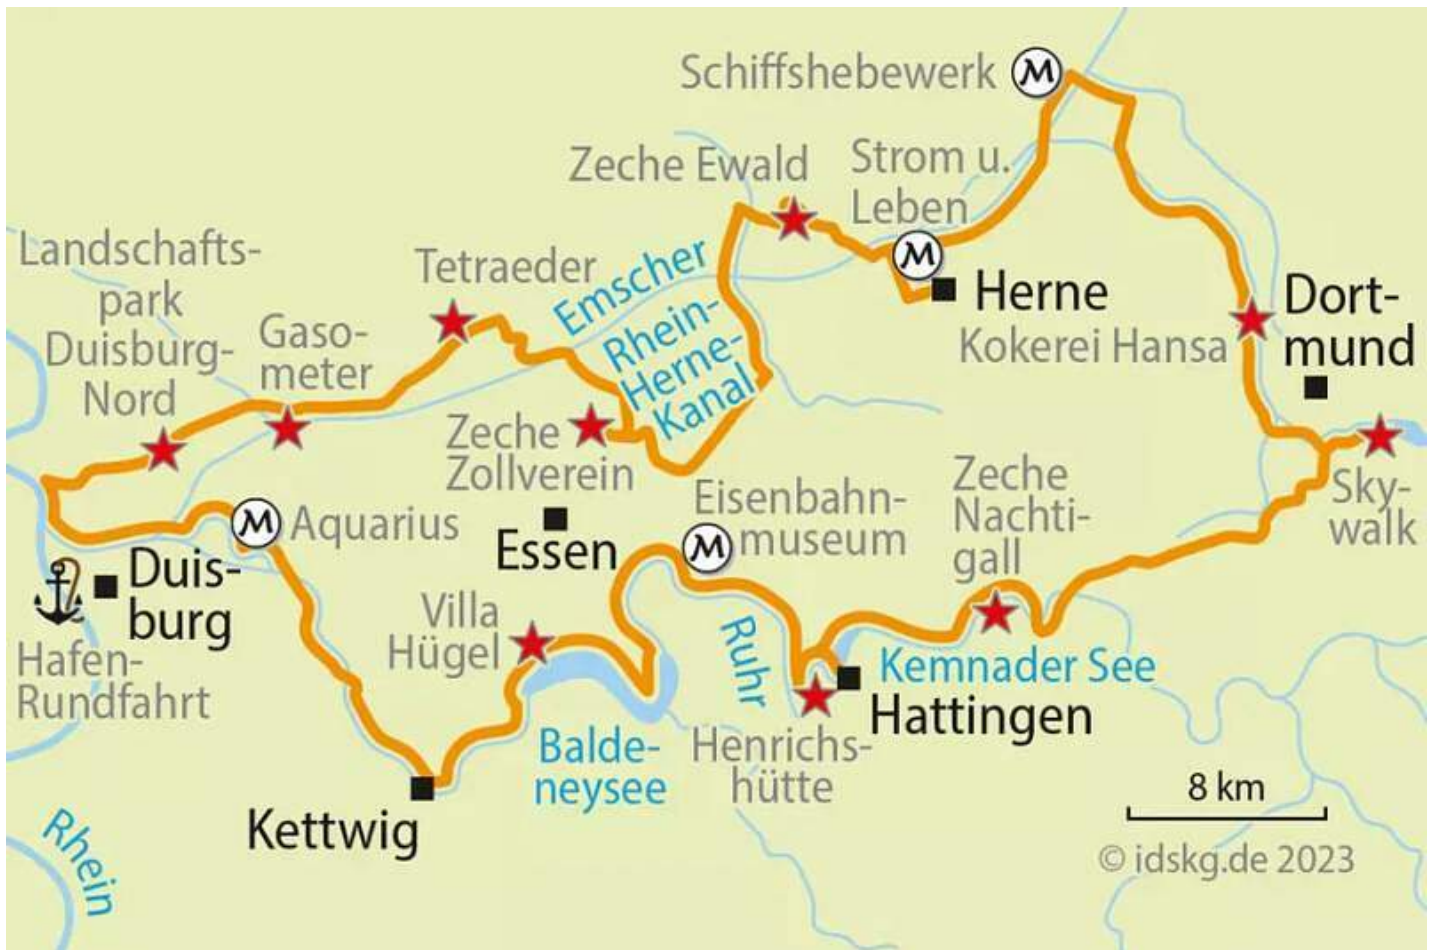 Schiffshebewerk
M
Zeche Ewald
Strom u.
Leben
M
Landschafts-
park
Duisburg-
Nord
Gaso-
meter
Tetraeder
Emscher
Rhein-
Herne-
Kanal
Herne
Kokerei Hansa
Dort-
mund
Zeche
Zollverein
Essen
Eisenbahn-
museum
M
Zeche
Nachti-
gall
Sky-
walk
M
Aquarius
Duis-
burg
Hafen-
Rundfahrt
Villa
Hügel
Ruhr
Kemnader See
Hattingen
Balde-
neysee
Henrichs-
hütte
Kettwig
Rhein
8 km
© idskg.de 2023